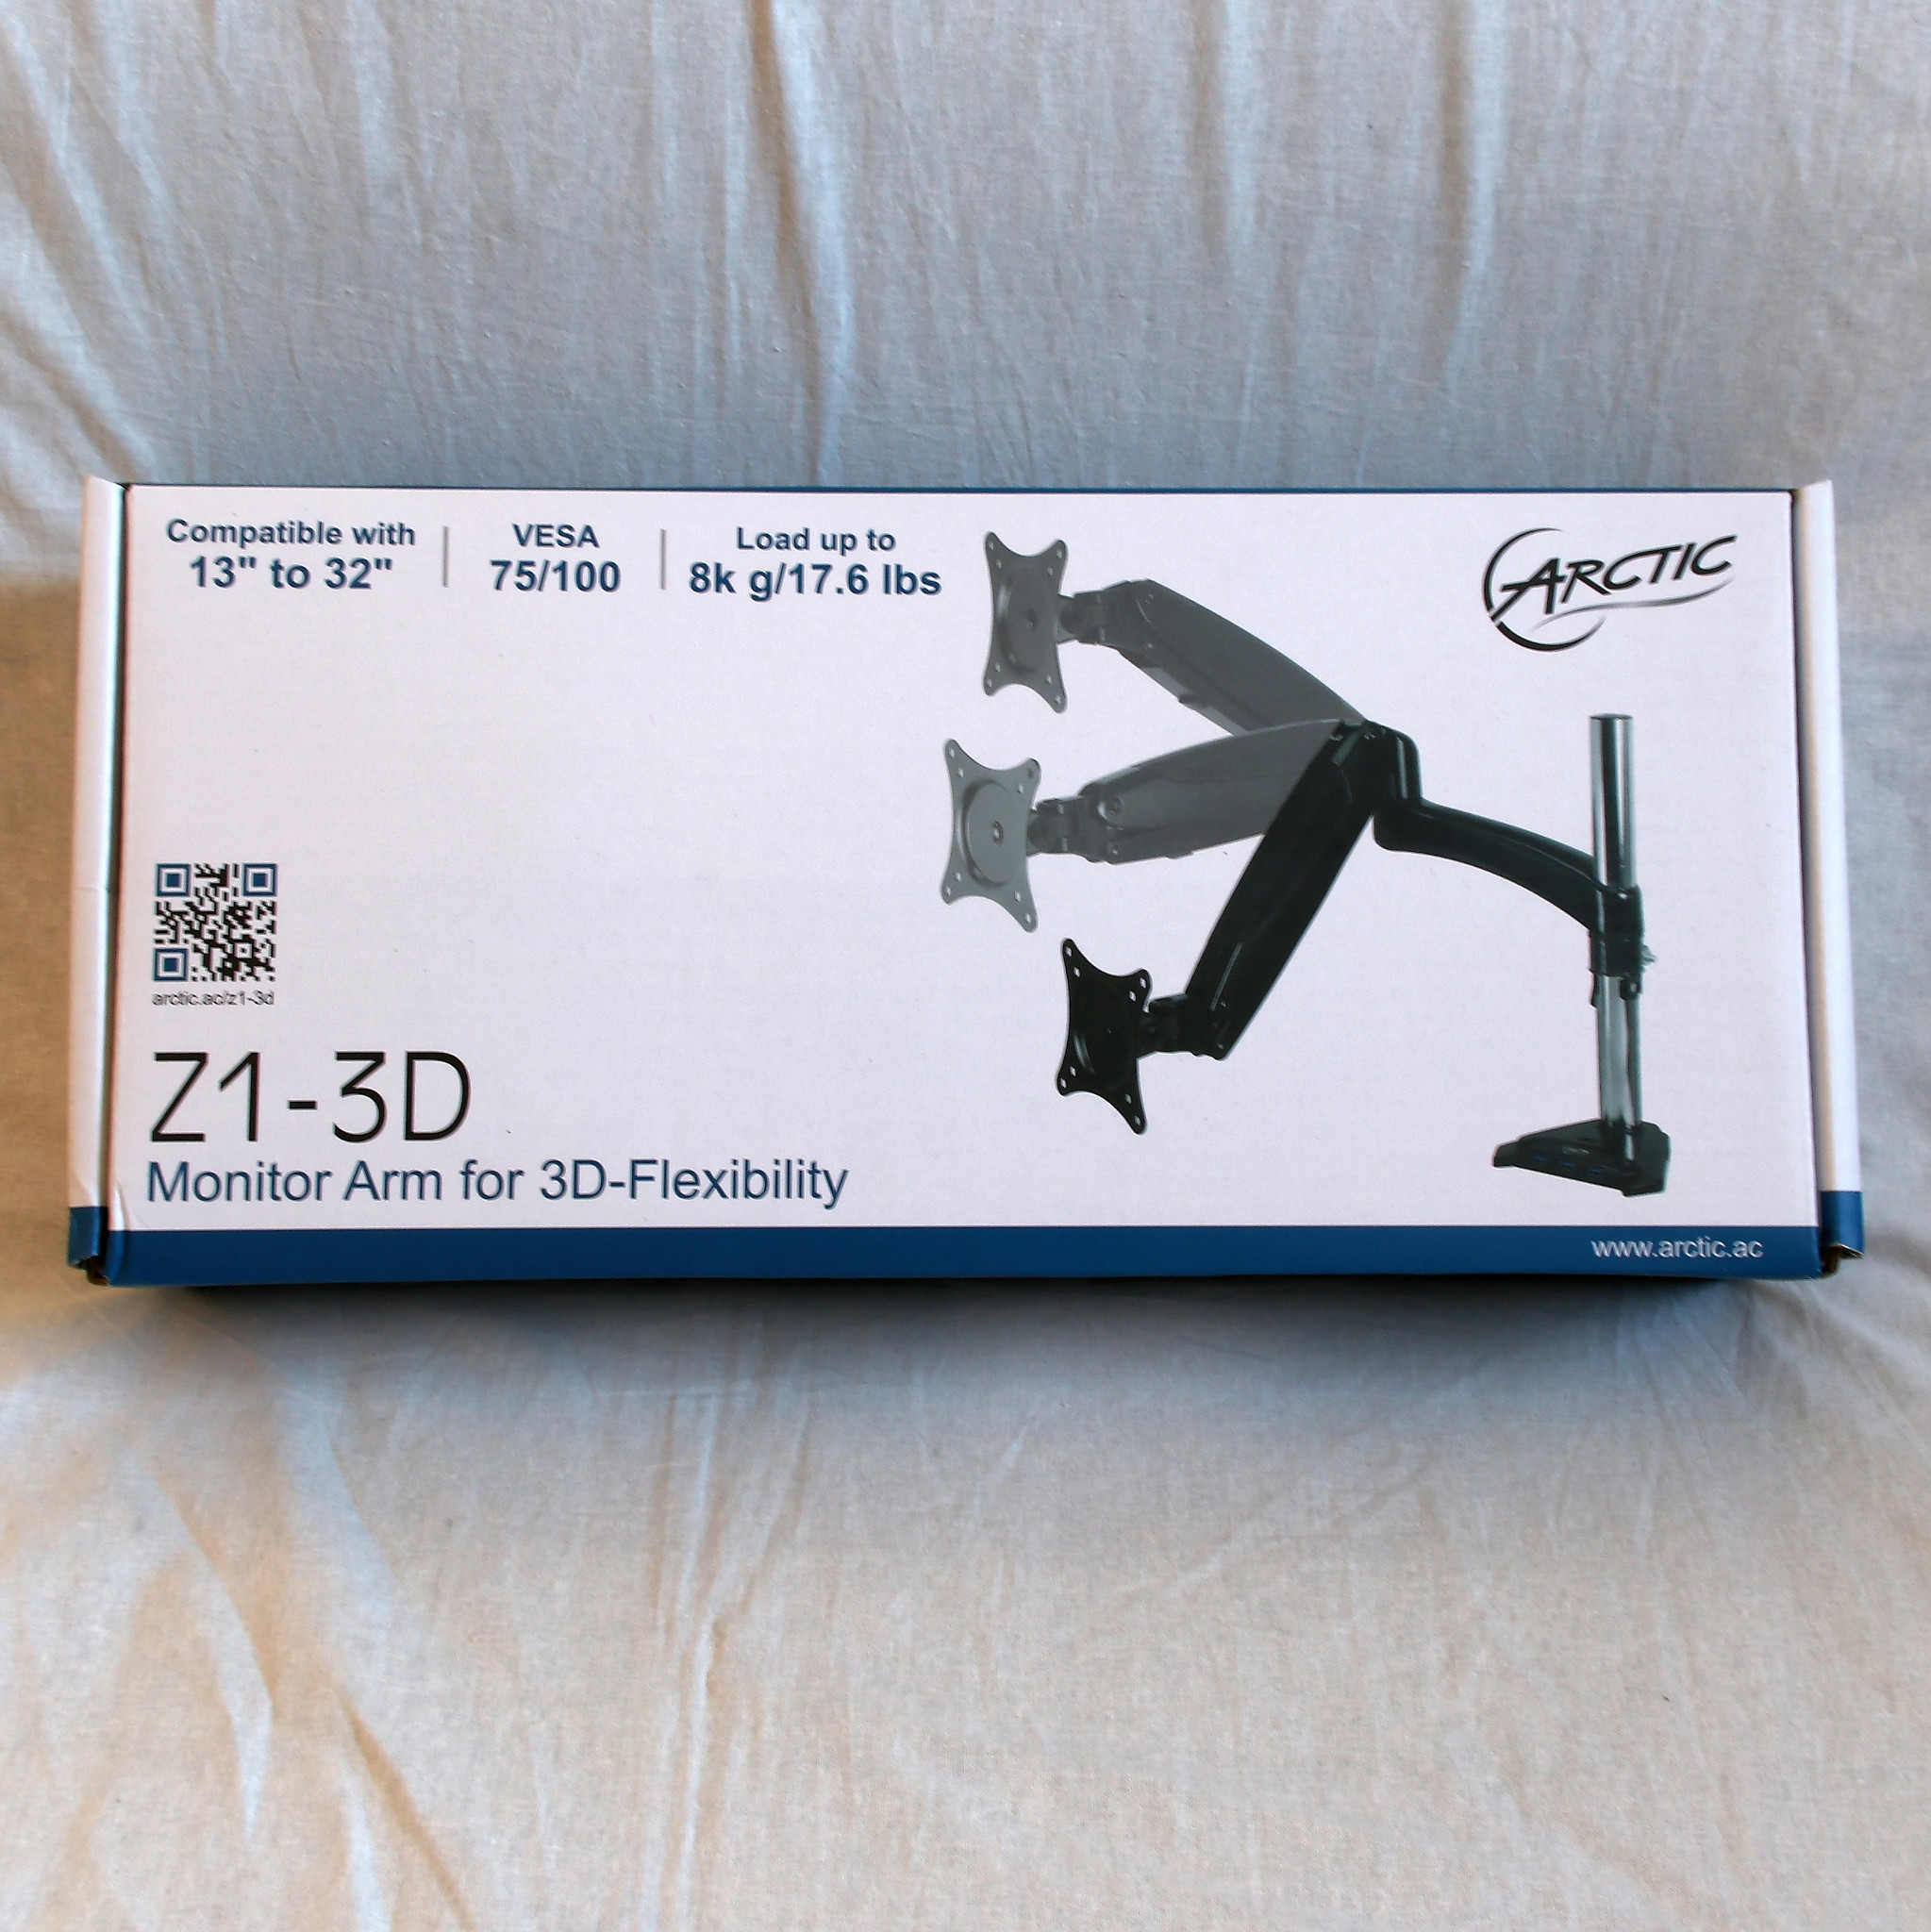 Compatible with
13" to 32"
VESA
75/100
Load up to
8k g/17.6 lbs
ARCTIC
arctic.ac/z1-3d
Z1-3D
Monitor Arm for 3D-Flexibility
www.arctic.ac